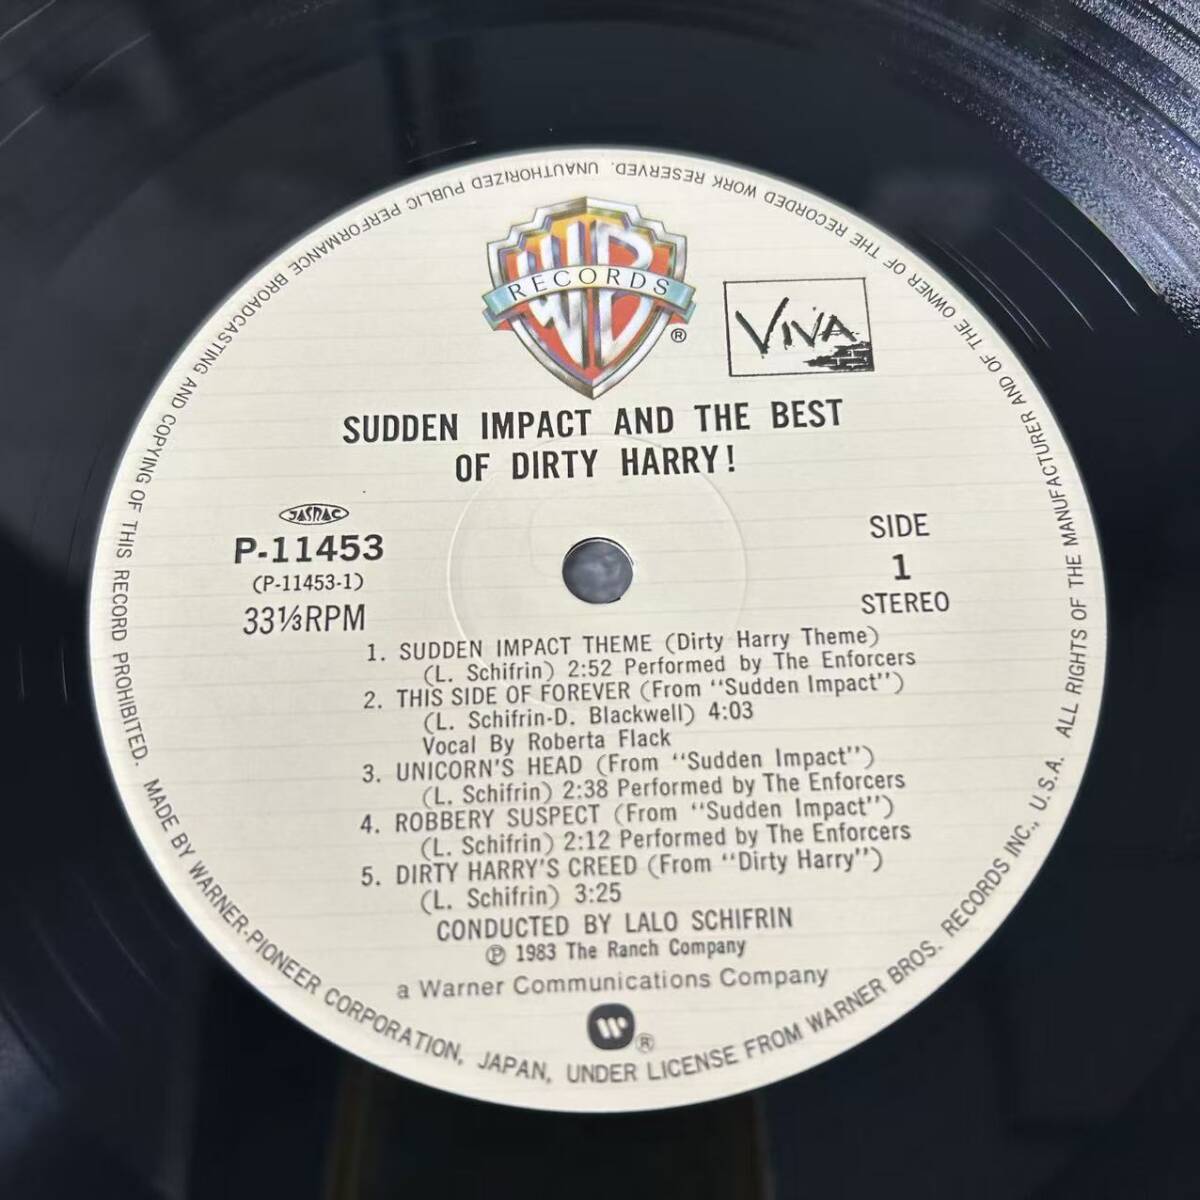 WB
RECORDS
®
VIVA
SUDDEN IMPACT AND THE BEST
OF DIRTY HARRY!
JASRAC
P-11453
(P-11453-1)
33⅓RPM
SIDE
1
STEREO
1. SUDDEN IMPACT THEME (Dirty Harry Theme)
(L. Schifrin) 2:52 Performed by The Enforcers
2. THIS SIDE OF FOREVER (From "Sudden Impact")
(L. Schifrin-D. Blackwell) 4:03
Vocal By Roberta Flack
3. UNICORN'S HEAD (From "Sudden Impact")
(L. Schifrin) 2:38 Performed by The Enforcers
4. ROBBERY SUSPECT (From "Sudden Impact")
(L. Schifrin) 2:12 Performed by The Enforcers
5. DIRTY HARRY'S CREED (From "Dirty Harry")
(L. Schifrin) 3:25
CONDUCTED BY LALO SCHIFRIN
℗ 1983 The Ranch Company
a Warner Communications Company
W®
MADE BY WARNER-PIONEER CORPORATION, JAPAN, UNDER LICENSE FROM WARNER BROS. RECORDS INC., U.S.A. ALL RIGHTS OF THE MANUFACTURER AND OF THE OWNER OF THE RECORDED WORK RESERVED. UNAUTHORIZED PUBLIC PERFORMANCE BROADCASTING AND COPYING OF THIS RECORD PROHIBITED.